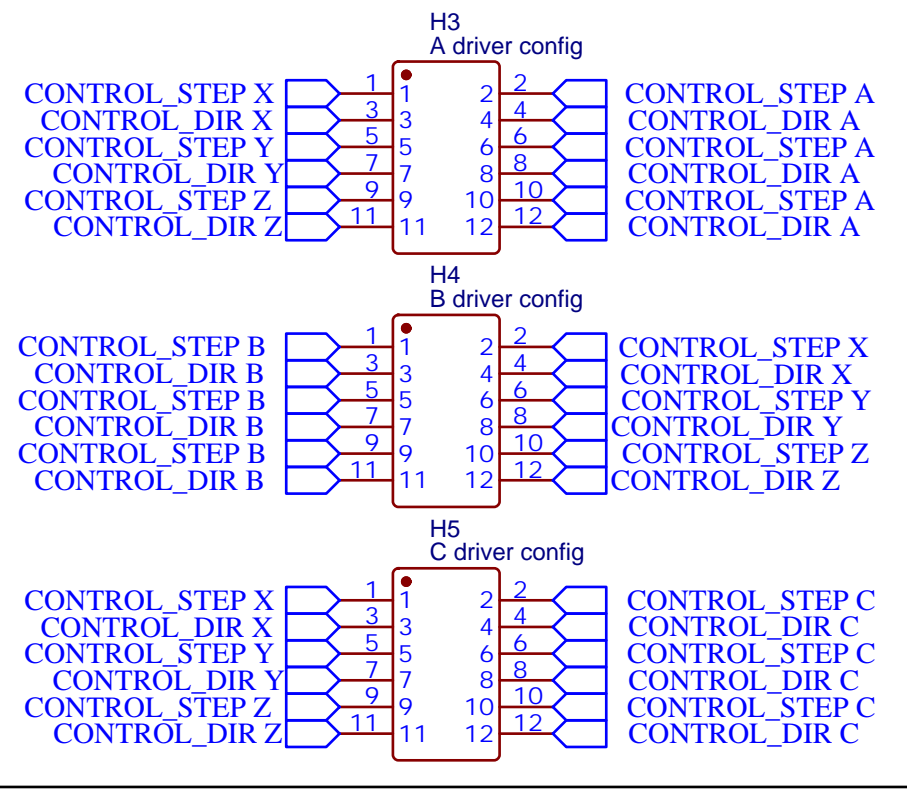 H3
A driver config
CONTROL_STEP X 1 1 2 2 CONTROL_STEP A
CONTROL_DIR X 3 3 4 4 CONTROL_DIR A
CONTROL_STEP Y 5 5 6 6 CONTROL_STEP A
CONTROL_DIR Y 7 7 8 8 CONTROL_DIR A
CONTROL_STEP Z 9 9 10 10 CONTROL_STEP A
CONTROL_DIR Z 11 11 12 12 CONTROL_DIR A
H4
B driver config
CONTROL_STEP B 1 1 2 2 CONTROL_STEP X
CONTROL_DIR B 3 3 4 4 CONTROL_DIR X
CONTROL_STEP B 5 5 6 6 CONTROL_STEP Y
CONTROL_DIR B 7 7 8 8 CONTROL_DIR Y
CONTROL_STEP B 9 9 10 10 CONTROL_STEP Z
CONTROL_DIR B 11 11 12 12 CONTROL_DIR Z
H5
C driver config
CONTROL_STEP X 1 1 2 2 CONTROL_STEP C
CONTROL_DIR X 3 3 4 4 CONTROL_DIR C
CONTROL_STEP Y 5 5 6 6 CONTROL_STEP C
CONTROL_DIR Y 7 7 8 8 CONTROL_DIR C
CONTROL_STEP Z 9 9 10 10 CONTROL_STEP C
CONTROL_DIR Z 11 11 12 12 CONTROL_DIR C